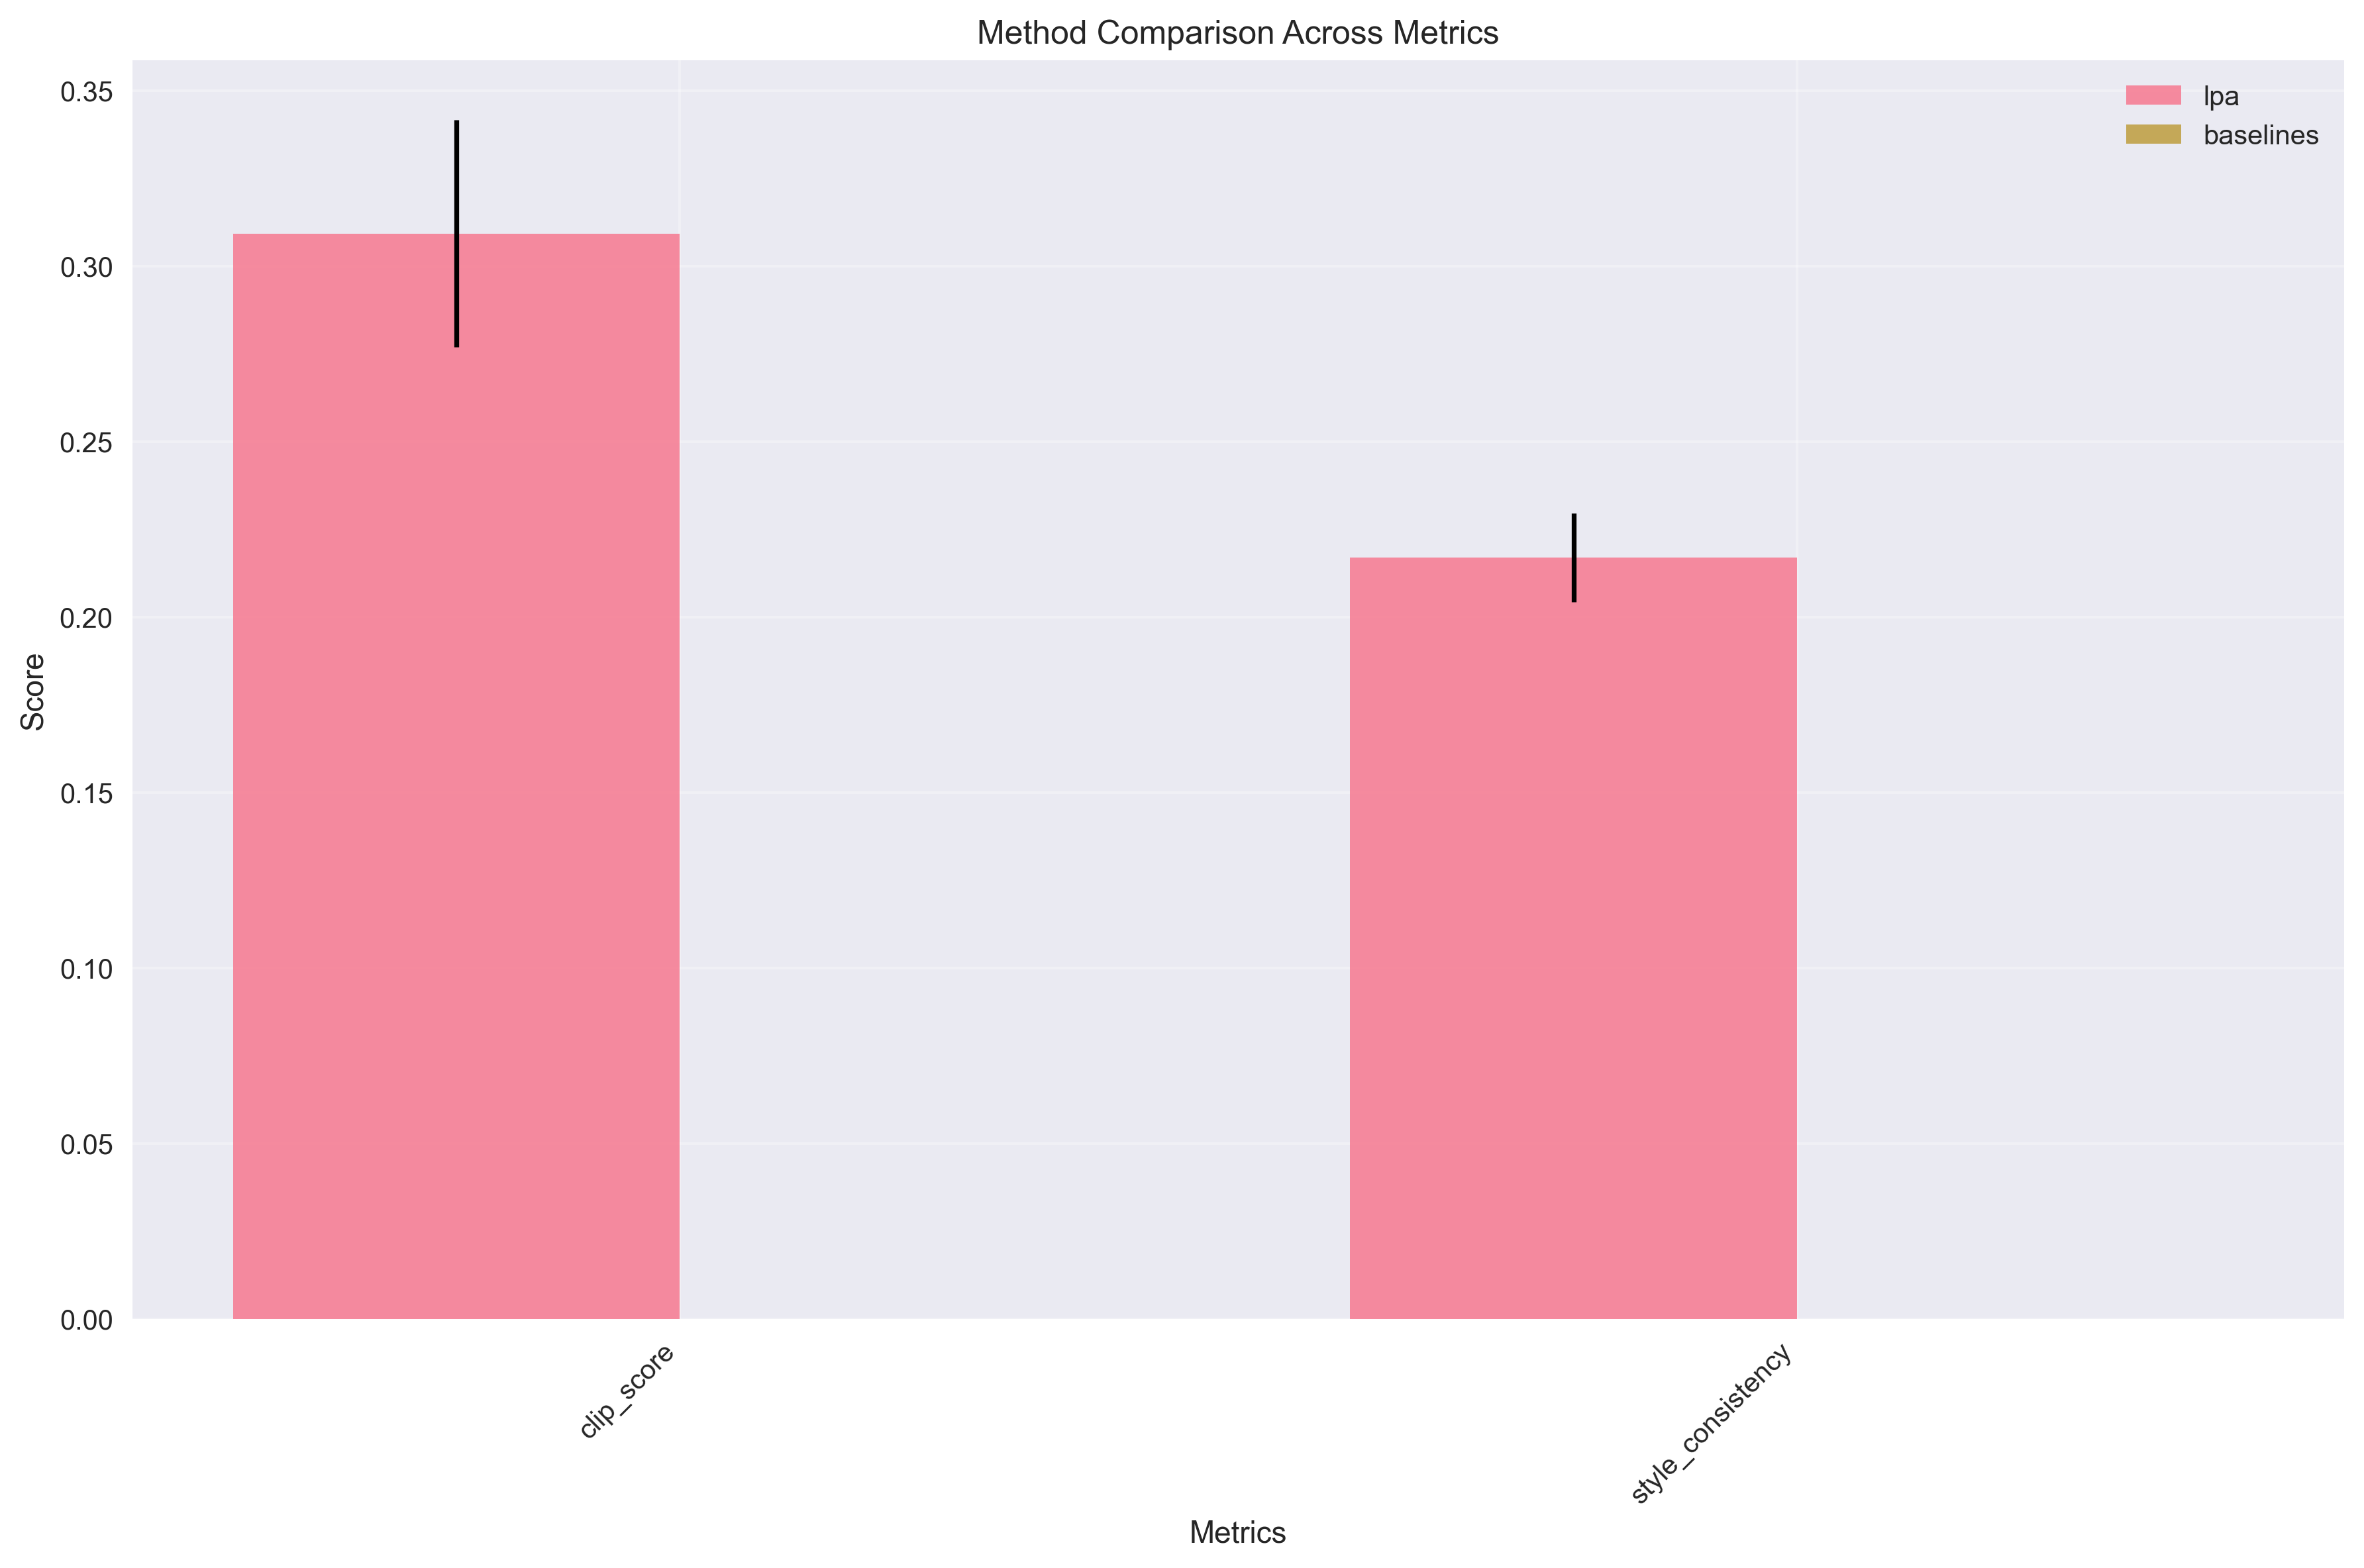 Method Comparison Across Metrics
lpa
baselines
0.35
0.30
0.25
0.20
0.15
0.10
0.05
0.00
Score
clip_score
style_consistency
Metrics